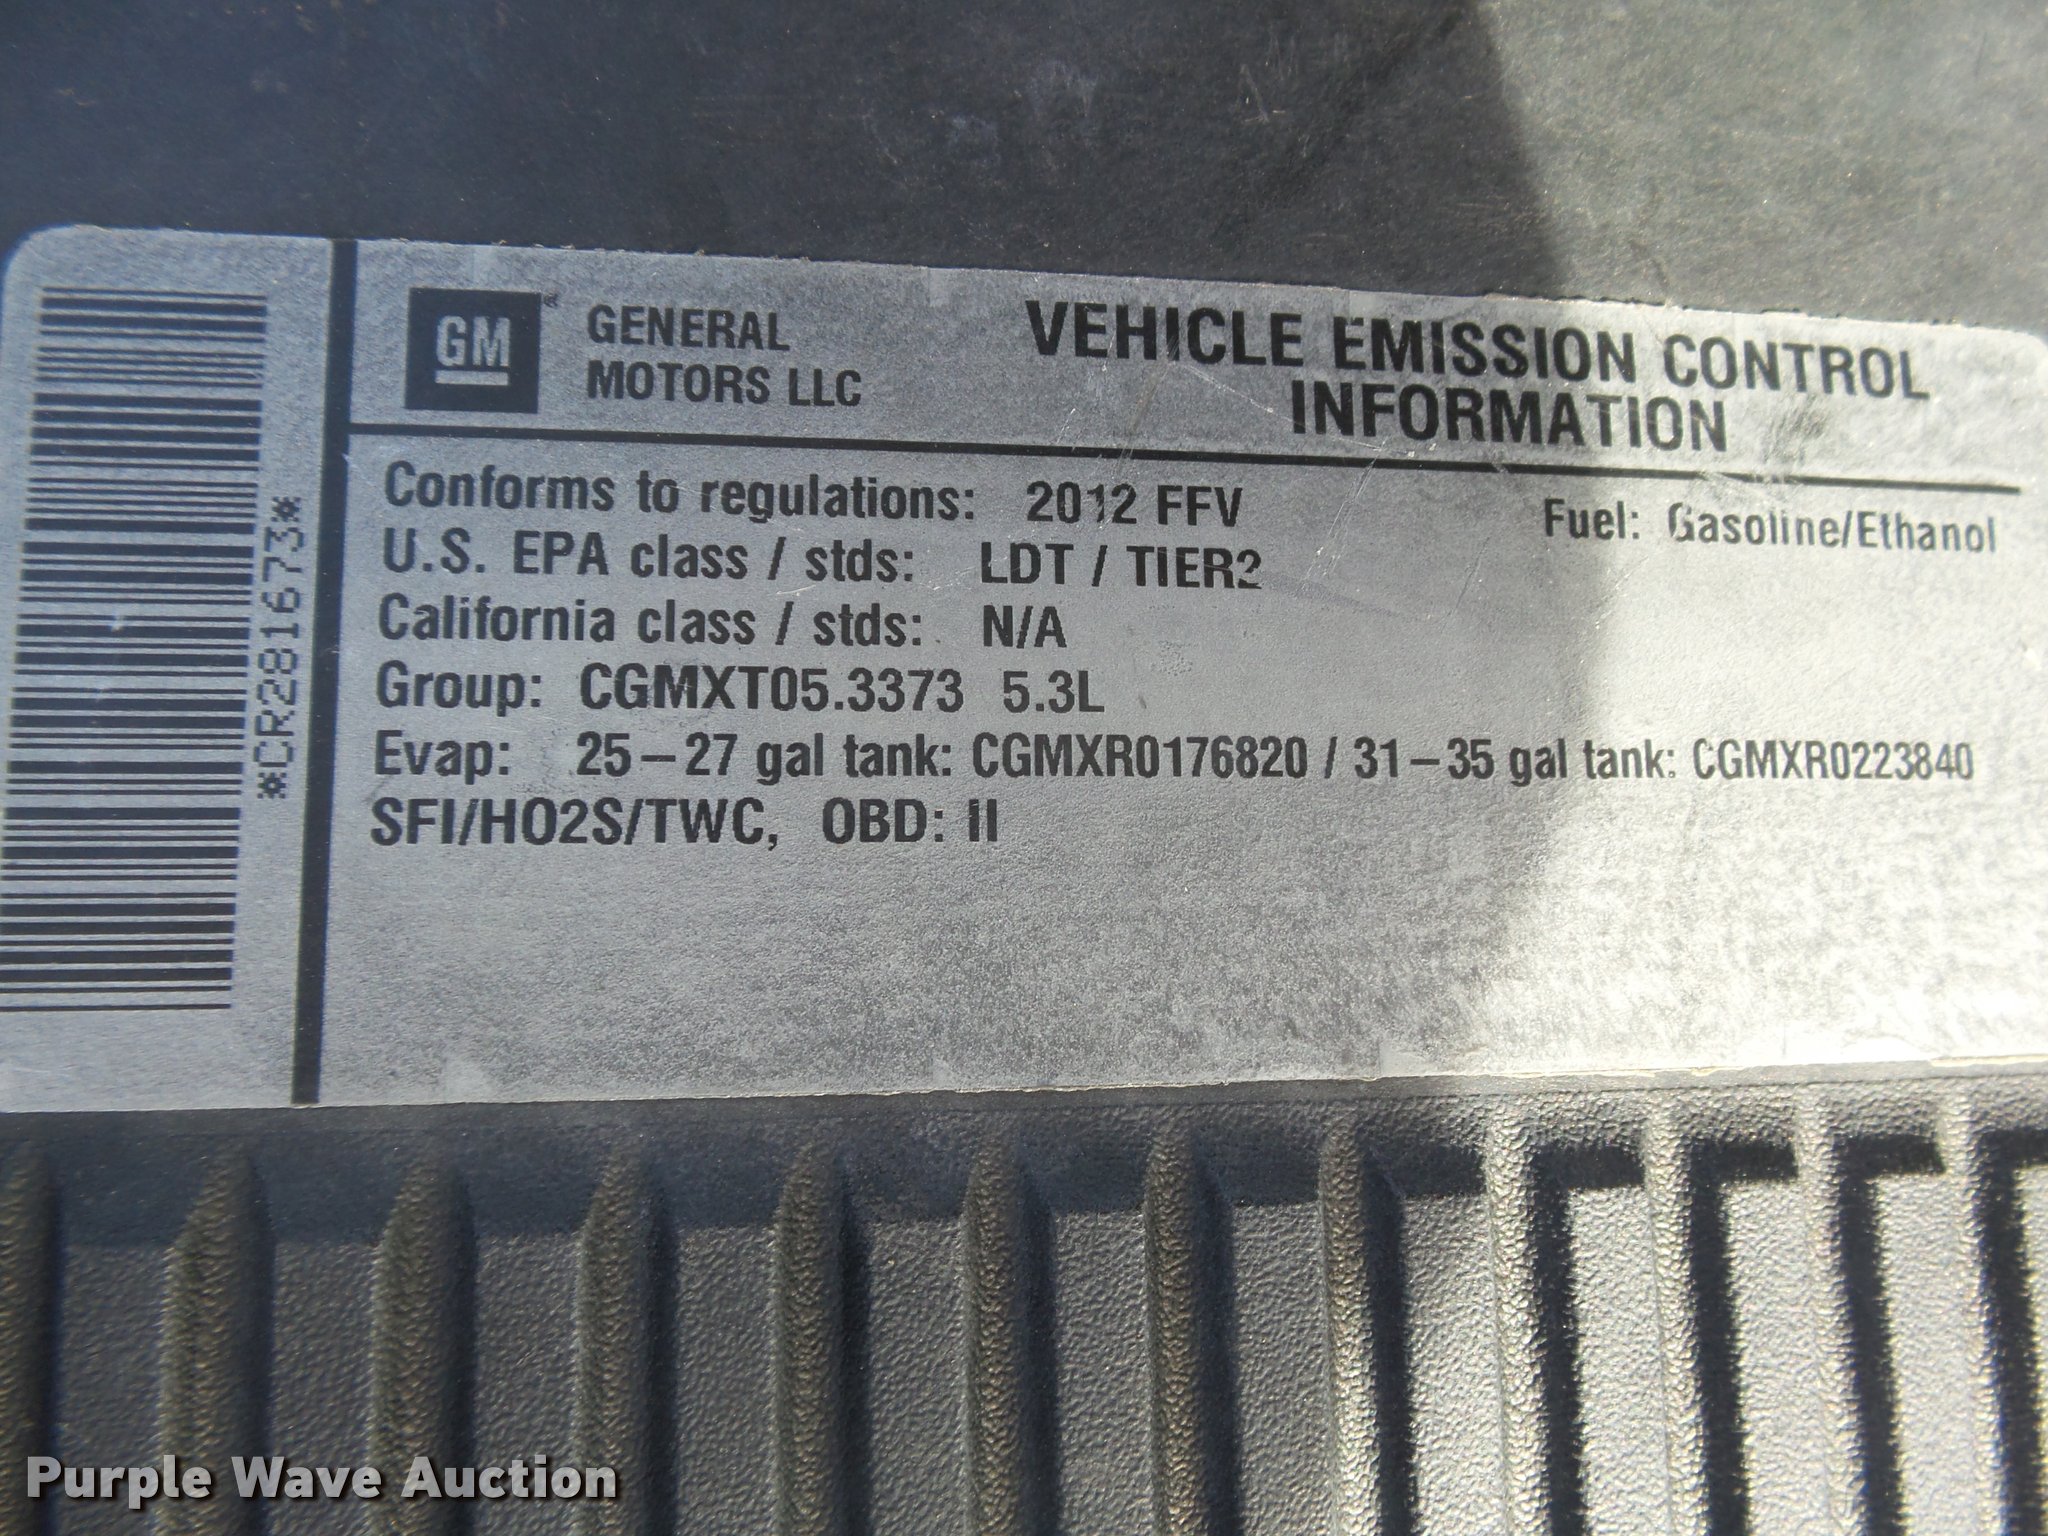 *CR281673*
GM
GENERAL
MOTORS LLC
VEHICLE EMISSION CONTROL
INFORMATION
Conforms to regulations: 2012 FFV Fuel: Gasoline/Ethanol
U.S. EPA class / stds: LDT / TIER2
California class / stds: N/A
Group: CGMXT05.3373 5.3L
Evap: 25-27 gal tank: CGMXR0176820 / 31-35 gal tank: CGMXR0223840
SFI/HO2S/TWC, OBD: II
Purple Wave Auction